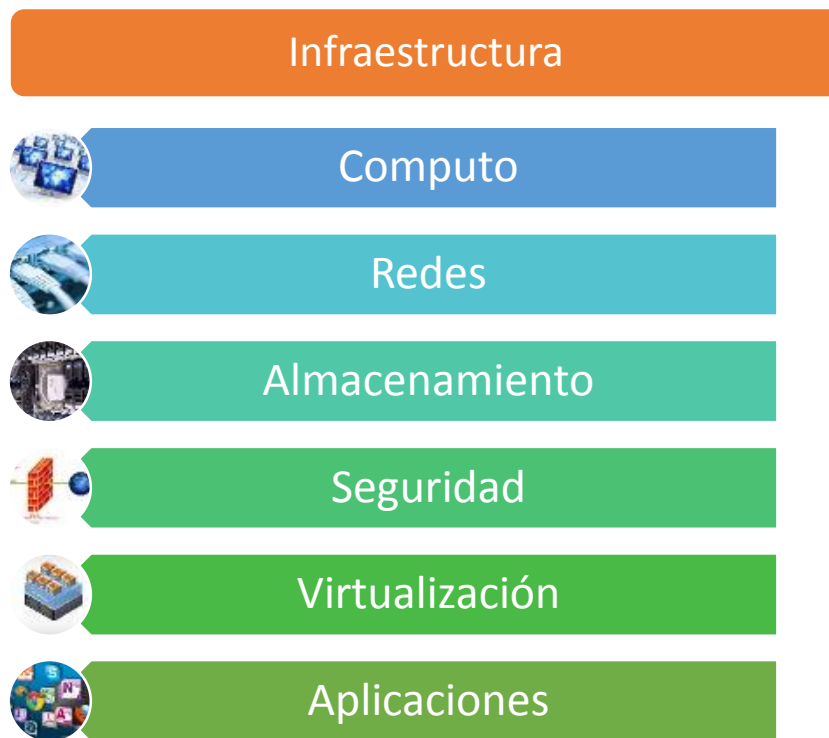 Infraestructura
Computo
Redes
Almacenamiento
Seguridad
Virtualización
Aplicaciones